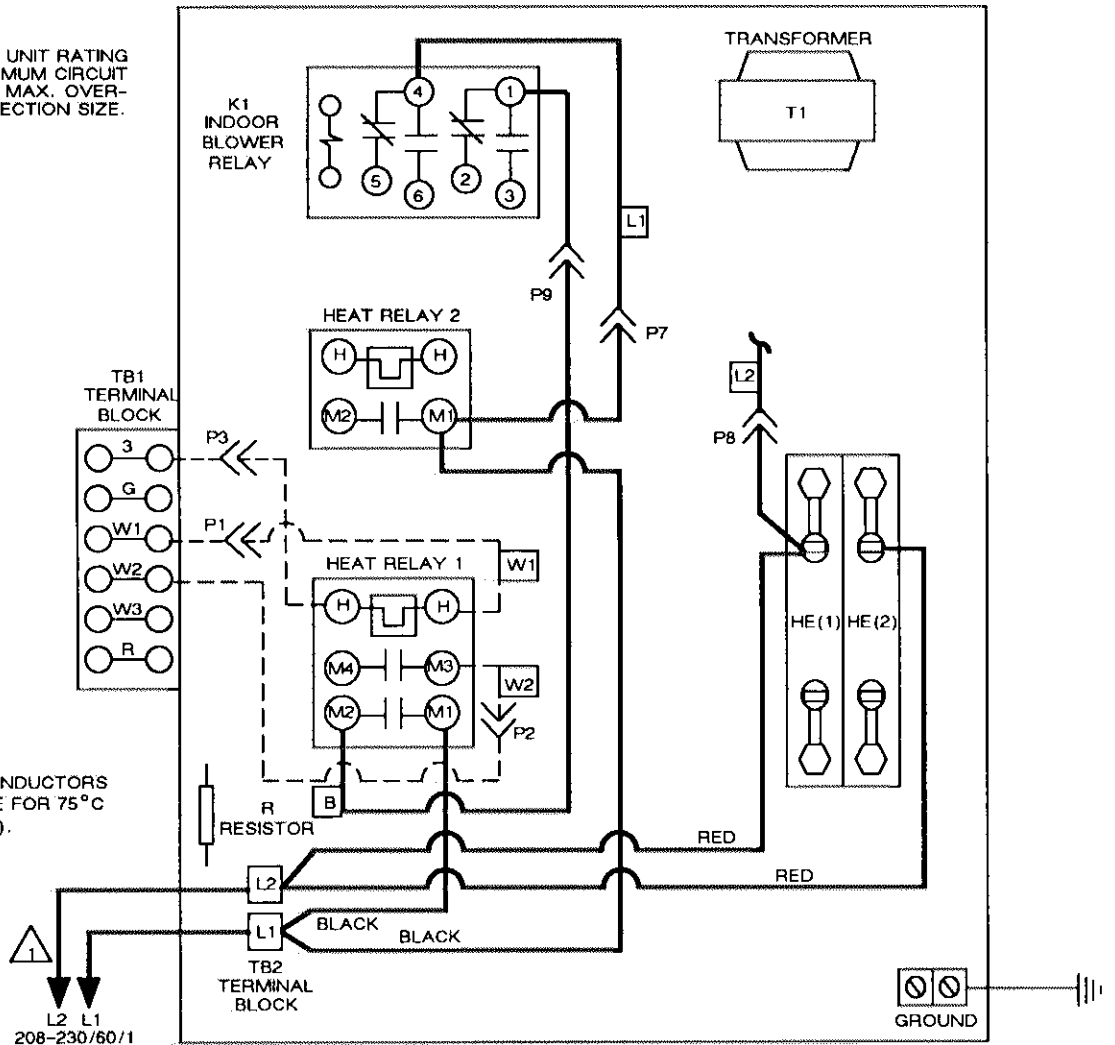 UNIT RATING
MUM CIRCUIT
MAX. OVER-
ECTION SIZE.
TRANSFORMER
T1
K1
INDOOR
BLOWER
RELAY
4
1
5
6
2
3
L1
P9
P7
HEAT RELAY 2
H
H
M2
M1
L2
P8
TB1
TERMINAL
BLOCK
3
G
W1
W2
W3
R
P3
P1
W1
HEAT RELAY 1
H
H
M4
M3
M2
M1
W2
P2
HE(1)
HE(2)
NDUCTORS
E FOR 75°C
).
R
RESISTOR
B
RED
RED
L2
L1
BLACK
BLACK
TB2
TERMINAL
BLOCK
1
L2 L1
208-230/60/1
GROUND